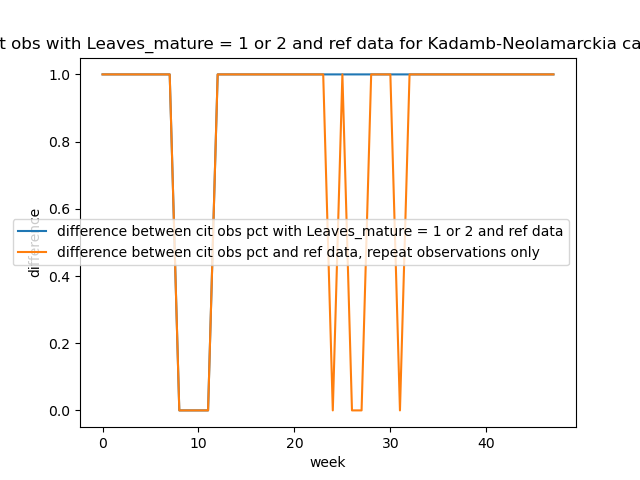 t obs with Leaves_mature = 1 or 2 and ref data for Kadamb-Neolamarckia ca
1.0
0.8
0.6
0.4
0.2
0.0
difference
difference between cit obs pct with Leaves_mature = 1 or 2 and ref data
difference between cit obs pct and ref data, repeat observations only
0 10 20 30 40
week